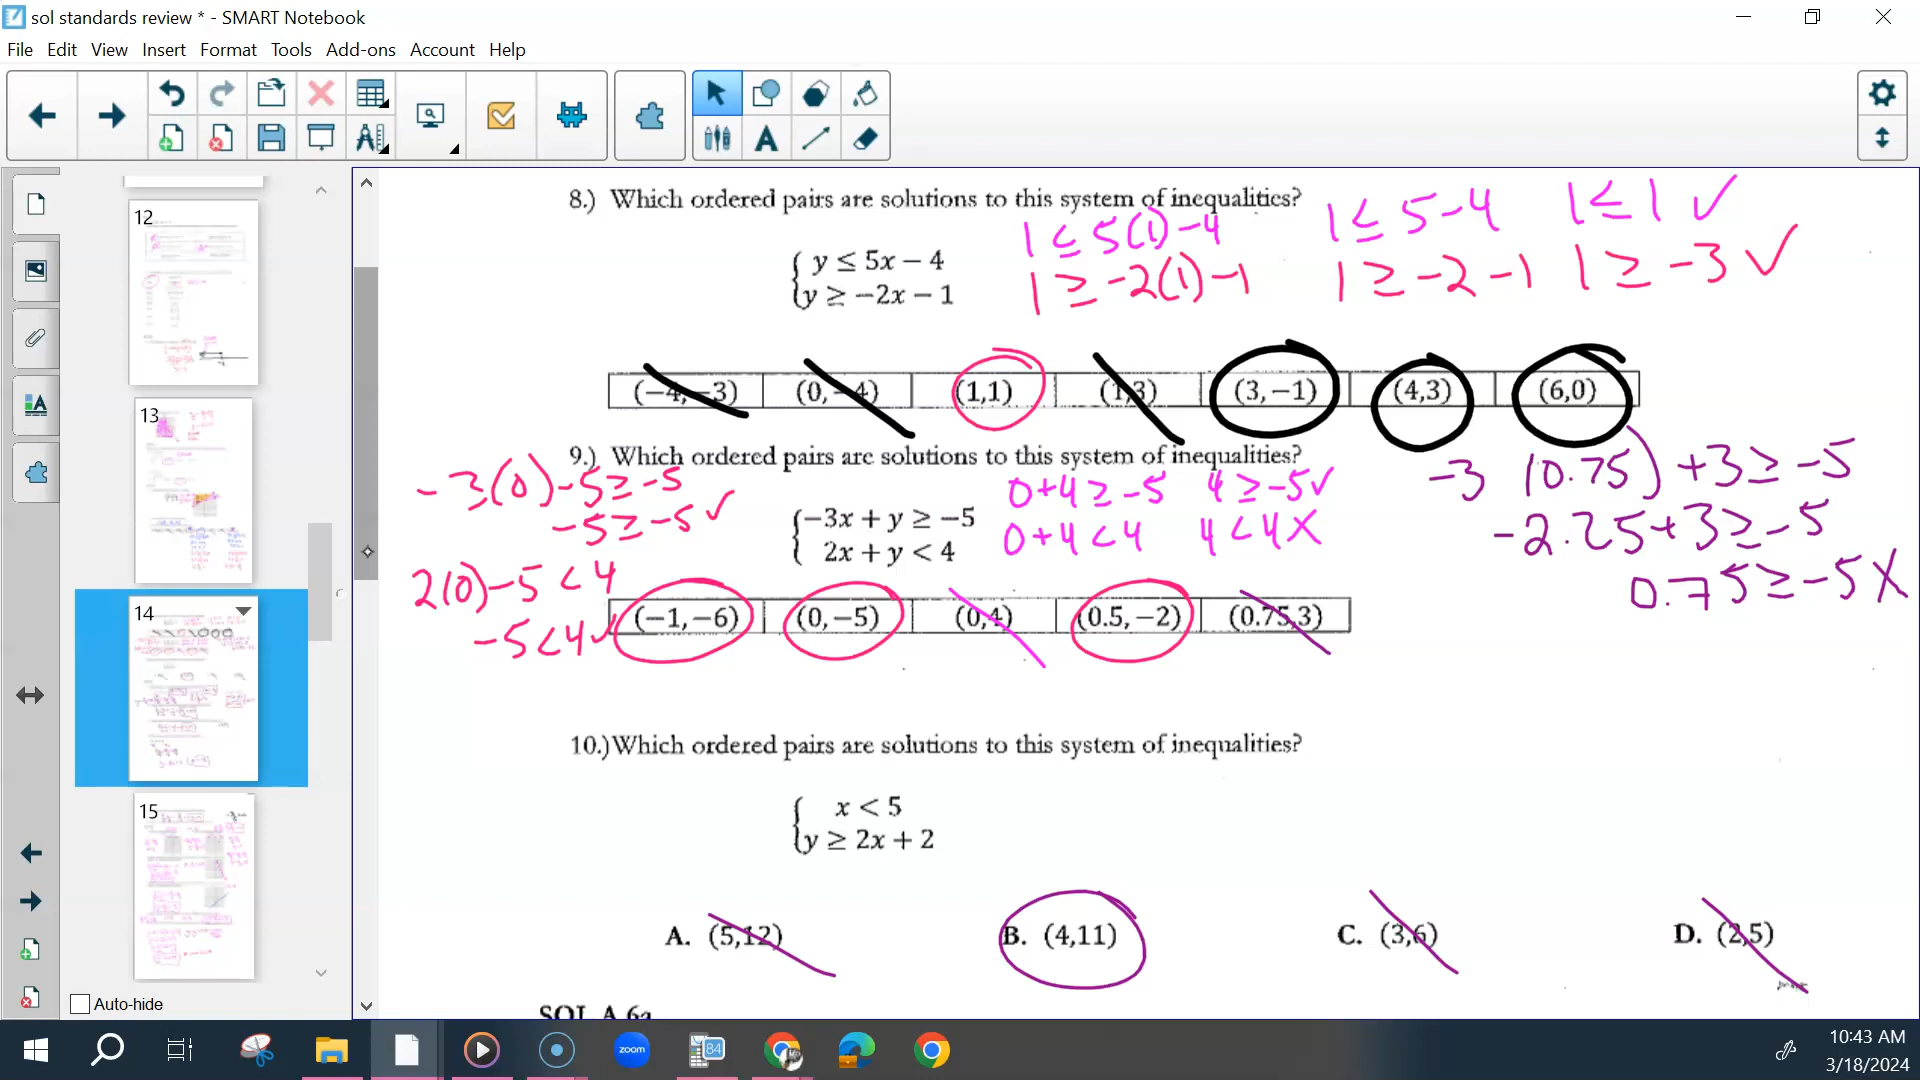 sol standards review * - SMART Notebook
File Edit View Insert Format Tools Add-ons Account Help
12
13
14
15
Auto-hide
8.) Which ordered pairs are solutions to this system of inequalities?
1 ≤ 5(1)-4 1 ≤ 5-4 1 ≤ 1 ✓
y ≤ 5x − 4
1 ≥ -2(1)-1 1 ≥ -2-1 1 ≥ -3 ✓
y ≥ −2x − 1
(−4,−3) (0,−4) (1,1) (1,3) (3,−1) (4,3) (6,0)
9.) Which ordered pairs are solutions to this system of inequalities?
-3(0)-5≥-5
-5≥-5 ✓
2(0)-5<4
-5<4 ✓
−3x + y ≥ −5
2x + y < 4
0+4≥-5 4≥-5✓
0+4<4 4<4X
-3(0.75)+3≥-5
-2.25+3≥-5
0.75≥-5X
(−1,−6) (0,−5) (0,4) (0.5,−2) (0.75,3)
10.)Which ordered pairs are solutions to this system of inequalities?
x < 5
y ≥ 2x + 2
A. (5,12) B. (4,11) C. (3,6) D. (2,5)
SOL A.6a
zoom
84
10:43 AM
3/18/2024